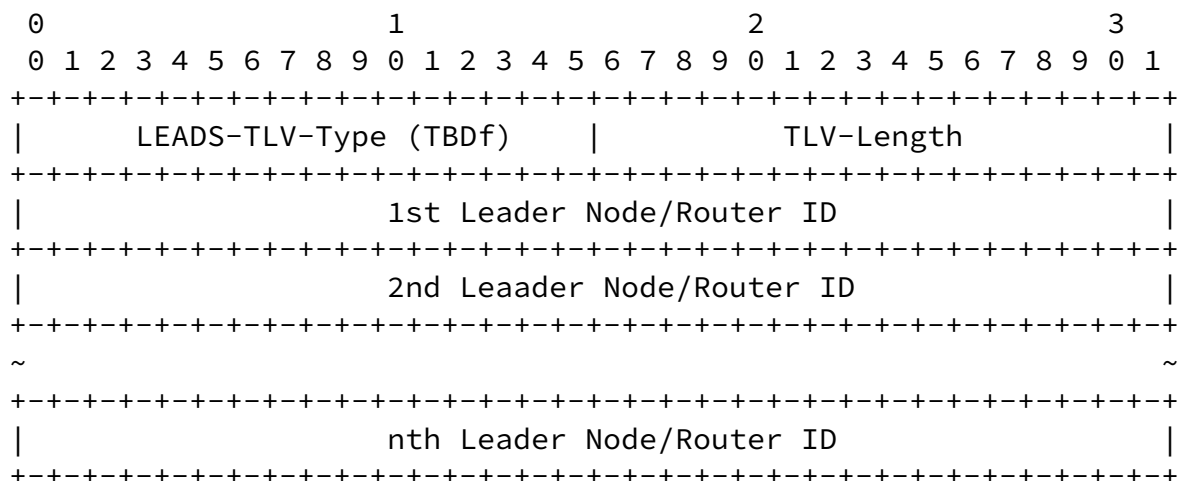 0                   1                   2                   3
 0 1 2 3 4 5 6 7 8 9 0 1 2 3 4 5 6 7 8 9 0 1 2 3 4 5 6 7 8 9 0 1
+-+-+-+-+-+-+-+-+-+-+-+-+-+-+-+-+-+-+-+-+-+-+-+-+-+-+-+-+-+-+-+-+
|      LEADS-TLV-Type (TBDf)    |          TLV-Length           |
+-+-+-+-+-+-+-+-+-+-+-+-+-+-+-+-+-+-+-+-+-+-+-+-+-+-+-+-+-+-+-+-+
|                    1st Leader Node/Router ID                  |
+-+-+-+-+-+-+-+-+-+-+-+-+-+-+-+-+-+-+-+-+-+-+-+-+-+-+-+-+-+-+-+-+
|                    2nd Leaader Node/Router ID                 |
+-+-+-+-+-+-+-+-+-+-+-+-+-+-+-+-+-+-+-+-+-+-+-+-+-+-+-+-+-+-+-+-+
~                                                               ~
+-+-+-+-+-+-+-+-+-+-+-+-+-+-+-+-+-+-+-+-+-+-+-+-+-+-+-+-+-+-+-+-+
|                    nth Leader Node/Router ID                  |
+-+-+-+-+-+-+-+-+-+-+-+-+-+-+-+-+-+-+-+-+-+-+-+-+-+-+-+-+-+-+-+-+